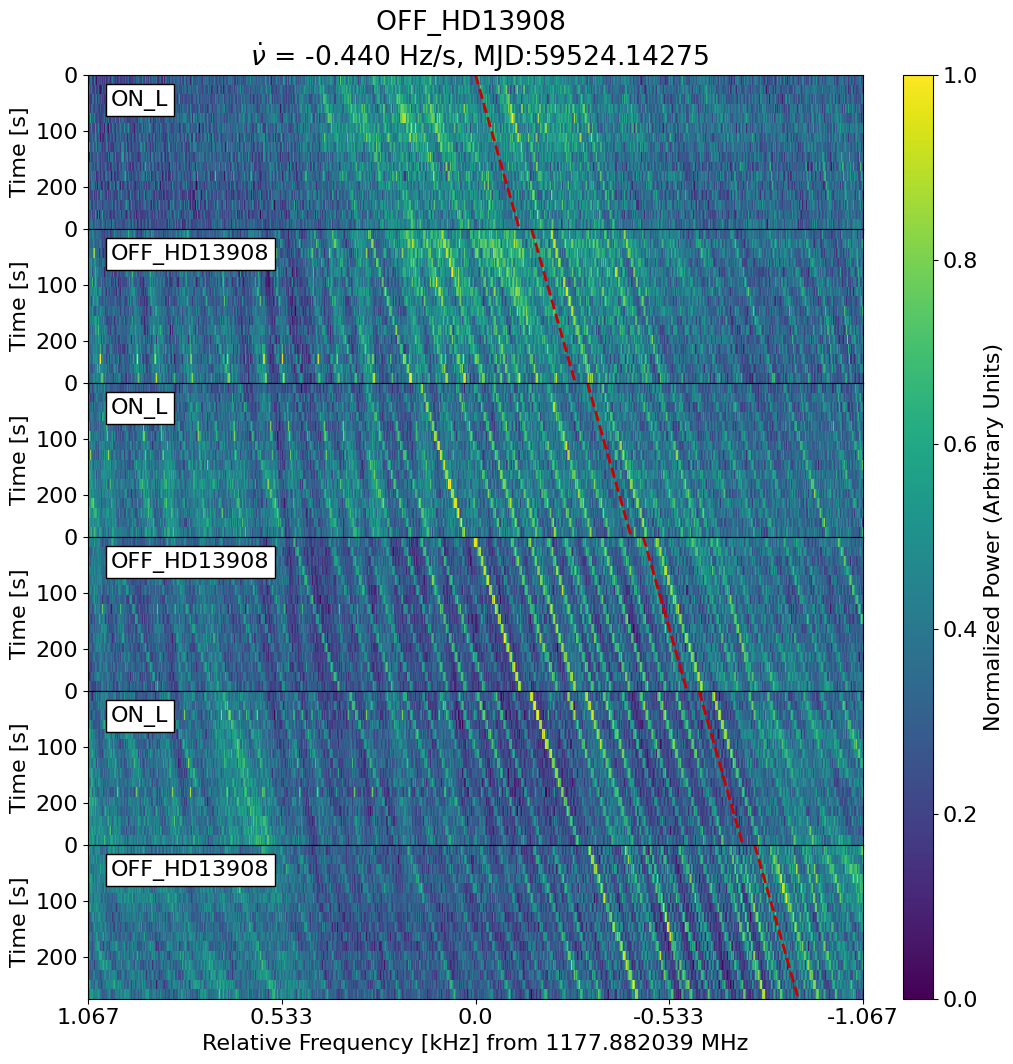 OFF_HD13908
ν̇ = -0.440 Hz/s, MJD:59524.14275
0
100
200
Time [s]
ON_L
0
100
200
Time [s]
OFF_HD13908
0
100
200
Time [s]
ON_L
0
100
200
Time [s]
OFF_HD13908
0
100
200
Time [s]
ON_L
0
100
200
Time [s]
OFF_HD13908
1.067 0.533 0.0 -0.533 -1.067
Relative Frequency [kHz] from 1177.882039 MHz
1.0
0.8
0.6
0.4
0.2
0.0
Normalized Power (Arbitrary Units)